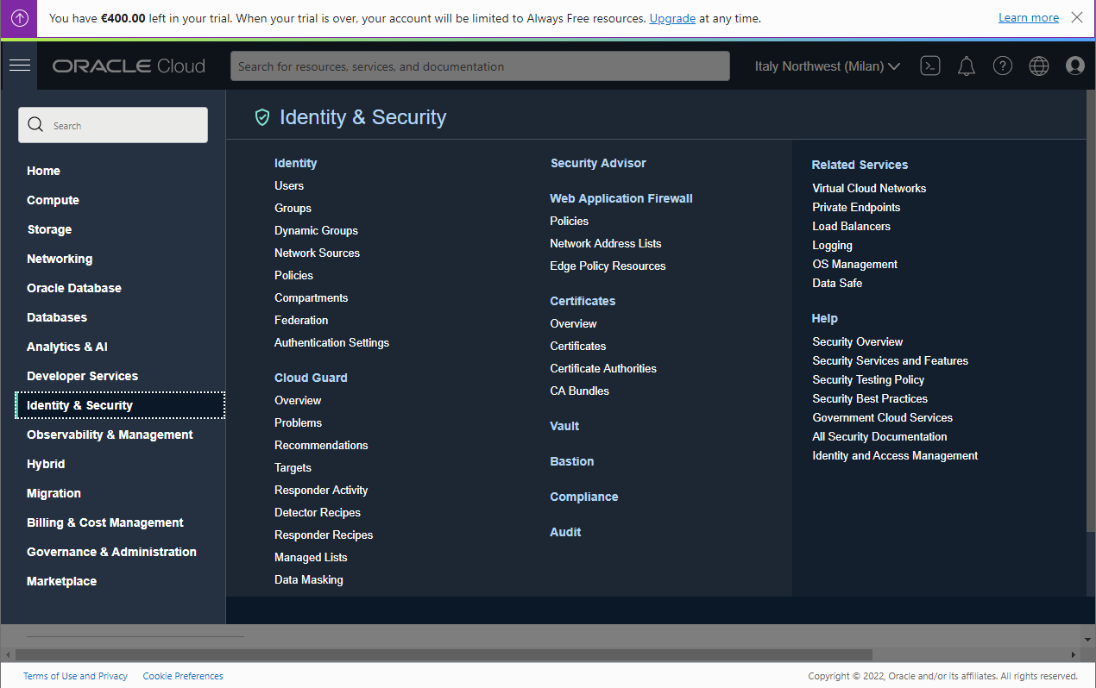 You have €400.00 left in your trial. When your trial is over, your account will be limited to Always Free resources. Upgrade at any time.
Learn more
ORACLE Cloud
Search for resources, services, and documentation
Italy Northwest (Milan)
Search
Home
Compute
Storage
Networking
Oracle Database
Databases
Analytics & AI
Developer Services
Identity & Security
Observability & Management
Hybrid
Migration
Billing & Cost Management
Governance & Administration
Marketplace
Identity & Security
Identity
Users
Groups
Dynamic Groups
Network Sources
Policies
Compartments
Federation
Authentication Settings
Cloud Guard
Overview
Problems
Recommendations
Targets
Responder Activity
Detector Recipes
Responder Recipes
Managed Lists
Data Masking
Security Advisor
Web Application Firewall
Policies
Network Address Lists
Edge Policy Resources
Certificates
Overview
Certificates
Certificate Authorities
CA Bundles
Vault
Bastion
Compliance
Audit
Related Services
Virtual Cloud Networks
Private Endpoints
Load Balancers
Logging
OS Management
Data Safe
Help
Security Overview
Security Services and Features
Security Testing Policy
Security Best Practices
Government Cloud Services
All Security Documentation
Identity and Access Management
Terms of Use and Privacy
Cookie Preferences
Copyright © 2022, Oracle and/or its affiliates. All rights reserved.